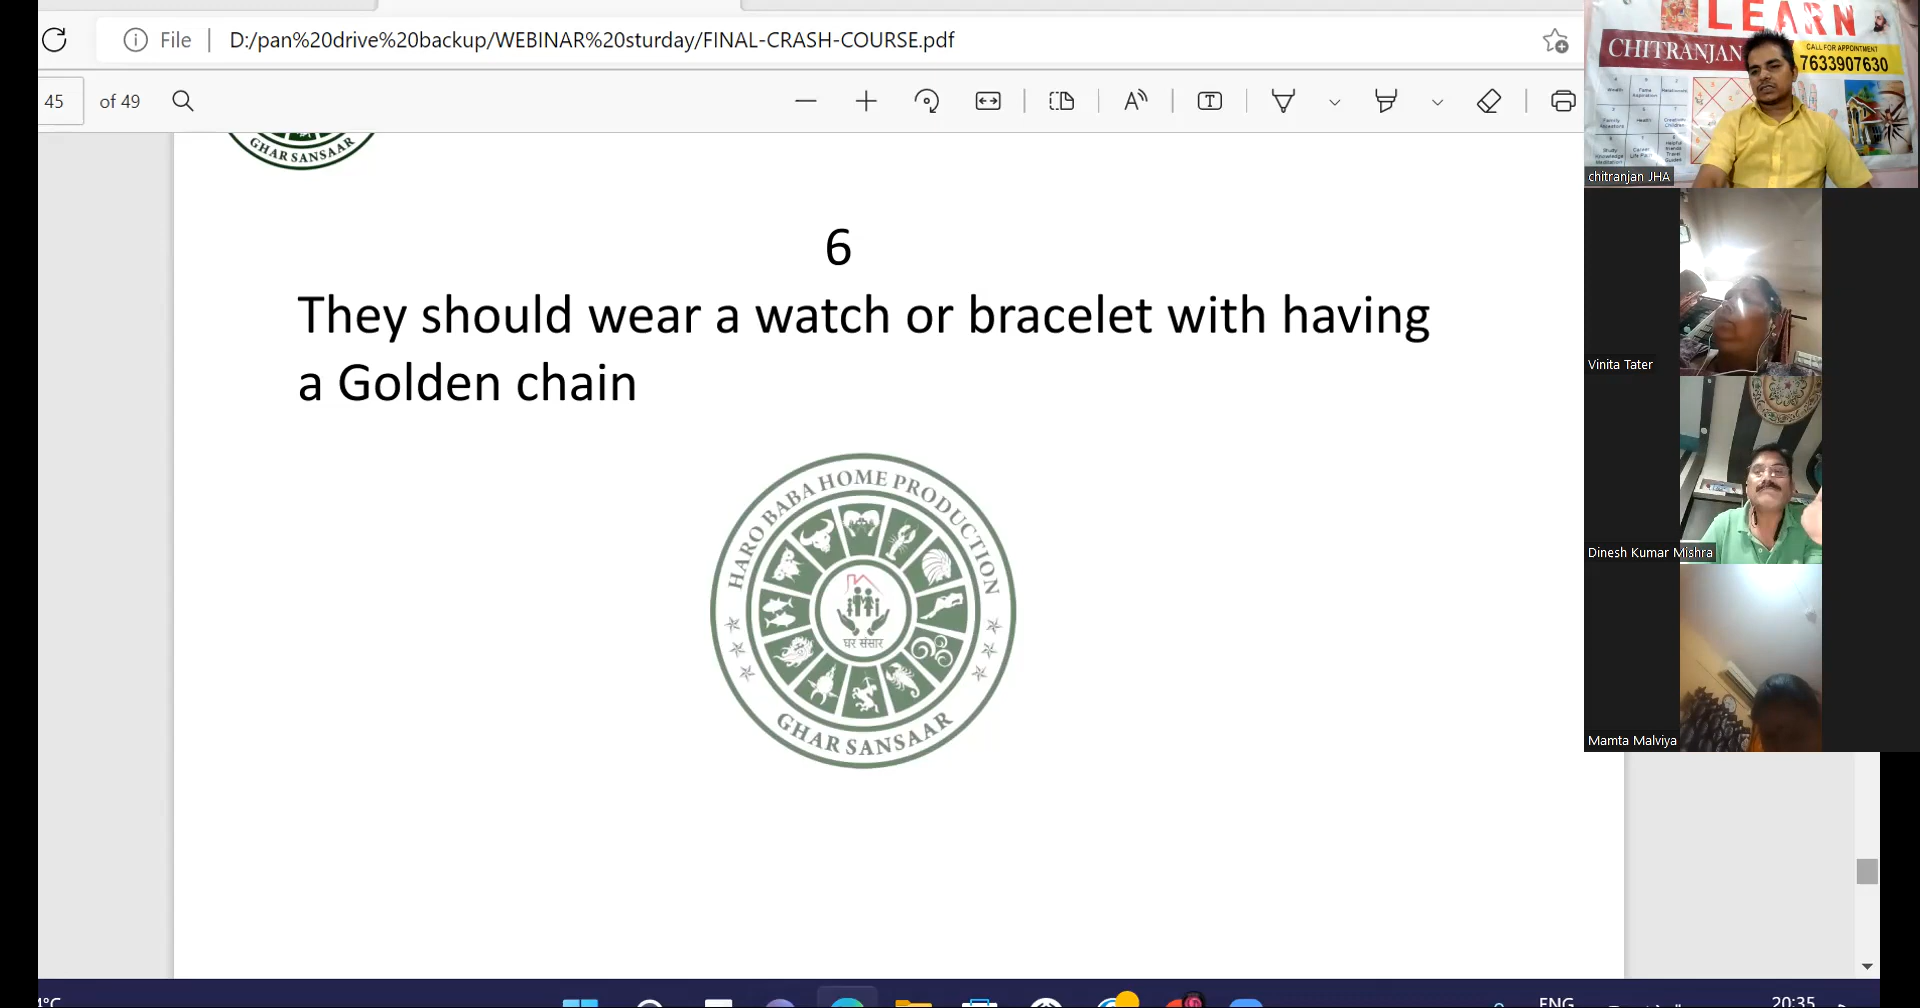 File
D:/pan%20drive%20backup/WEBINAR%20sturday/FINAL-CRASH-COURSE.pdf
45 of 49
GHAR SANSAAR
6
They should wear a watch or bracelet with having
a Golden chain
HARO BABA HOME PRODUCTION
घर संसार
GHAR SANSAAR
LEARN
CHITRANJAN
CALL FOR APPOINTMENT
7633907630
chitranjan JHA
Vinita Tater
Dinesh Kumar Mishra
Mamta Malviya
ENG
20:35